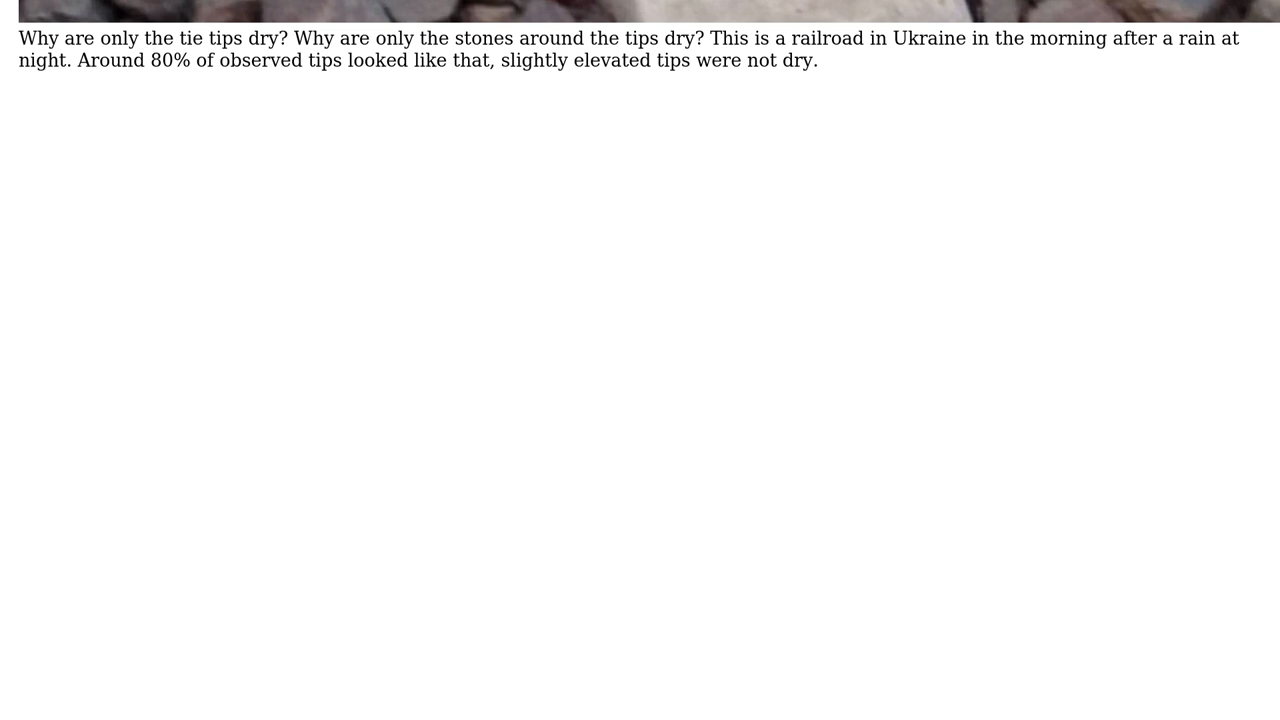 Why are only the tie tips dry? Why are only the stones around the tips dry? This is a railroad in Ukraine in the morning after a rain at
night. Around 80% of observed tips looked like that, slightly elevated tips were not dry.